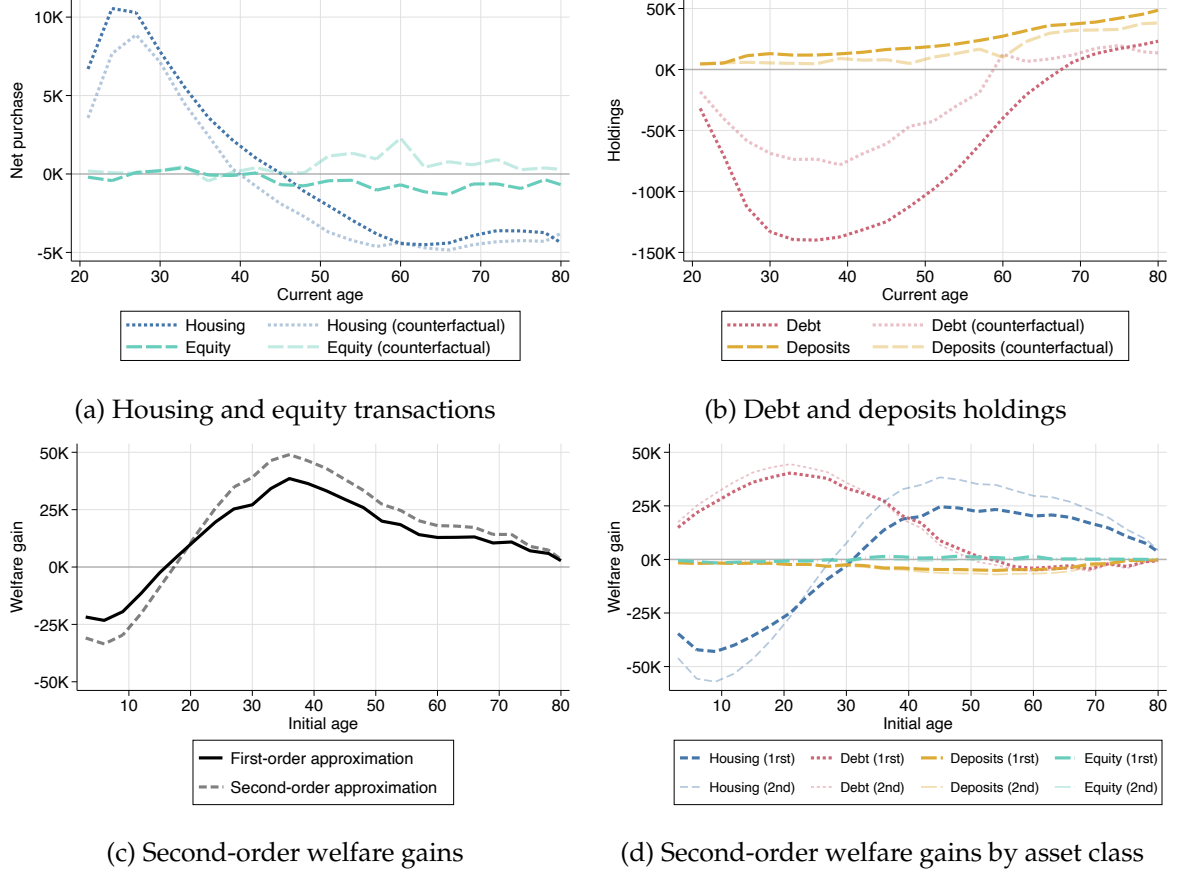 10K
5K
0K
-5K
Net purchase
20 30 40 50 60 70 80
Current age
Housing Housing (counterfactual)
Equity Equity (counterfactual)
(a) Housing and equity transactions
50K
0K
-50K
-100K
-150K
Holdings
20 30 40 50 60 70 80
Current age
Debt Debt (counterfactual)
Deposits Deposits (counterfactual)
(b) Debt and deposits holdings
50K
25K
0K
-25K
-50K
Welfare gain
10 20 30 40 50 60 70 80
Initial age
First-order approximation
Second-order approximation
(c) Second-order welfare gains
50K
25K
0K
-25K
-50K
Welfare gain
10 20 30 40 50 60 70 80
Initial age
Housing (1rst) Debt (1rst) Deposits (1rst) Equity (1rst)
Housing (2nd) Debt (2nd) Deposits (2nd) Equity (2nd)
(d) Second-order welfare gains by asset class